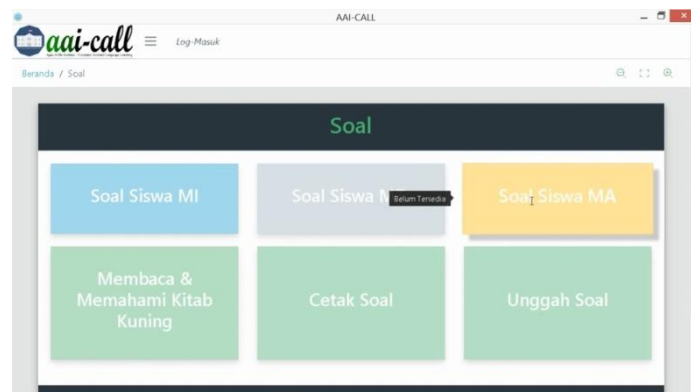 AAI-CALL
aai-call
Log-Masuk
Beranda / Soal
Soal
Soal Siswa MI
Soal Siswa
Belum Tersedia
Soal Siswa MA
Membaca &
Memahami Kitab
Kuning
Cetak Soal
Unggah Soal